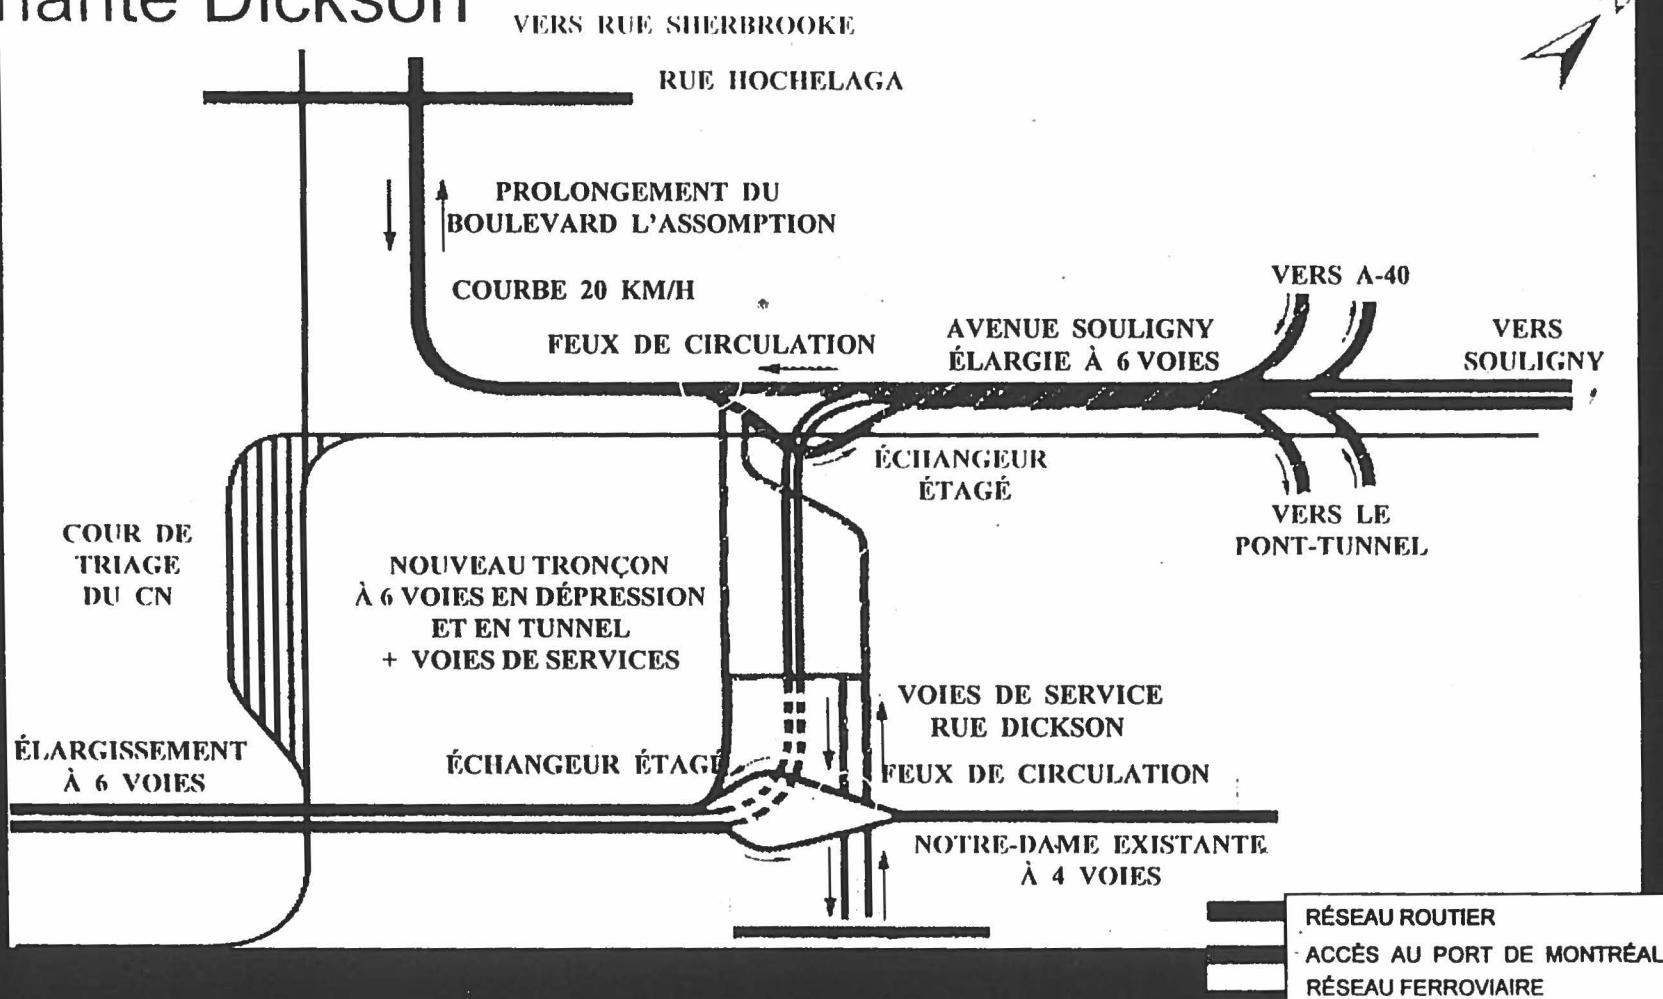 Dickson
VERS RUE SHERBROOKE
RUE HOCHELAGA
PROLONGEMENT DU
BOULEVARD L'ASSOMPTION
COURBE 20 KM/H
FEUX DE CIRCULATION
AVENUE SOULIGNY
ÉLARGIE À 6 VOIES
VERS A-40
VERS
SOULIGNY
ÉCHANGEUR
ÉTAGÉ
VERS LE
PONT-TUNNEL
COUR DE
TRIAGE
DU CN
NOUVEAU TRONÇON
À 6 VOIES EN DÉPRESSION
ET EN TUNNEL
+ VOIES DE SERVICES
VOIES DE SERVICE
RUE DICKSON
ÉLARGISSEMENT
À 6 VOIES
ÉCHANGEUR ÉTAGÉ
FEUX DE CIRCULATION
NOTRE-DAME EXISTANTE
À 4 VOIES
RÉSEAU ROUTIER
ACCÈS AU PORT DE MONTRÉAL
RÉSEAU FERROVIAIRE